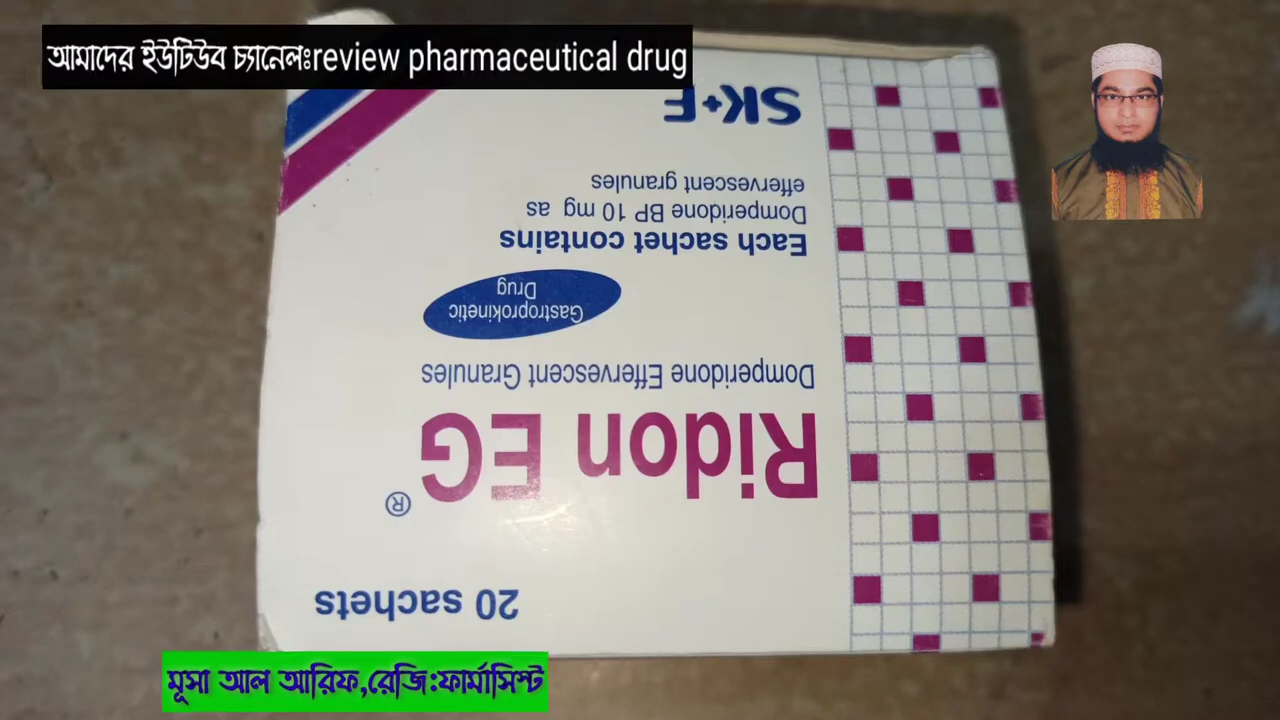 আমাদের ইউটিউব চ্যানেলঃreview pharmaceutical drug
20 sachets
Ridon EG ®
Domperidone Effervescent Granules
Gastroprokinetic
Drug
Each sachet contains
Domperidone BP 10 mg as
effervescent granules
SK+F
মূসা আল আরিফ,রেজি:ফার্মাসিস্ট